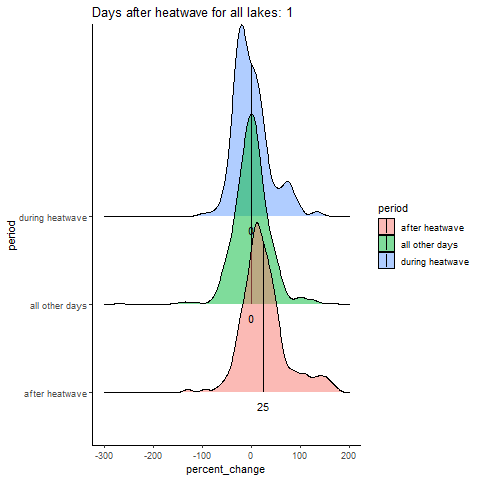 Days after heatwave for all lakes: 1
period
during heatwave
all other days
after heatwave
0
0
25
-300 -200 -100 0 100 200
percent_change
period
after heatwave
all other days
during heatwave